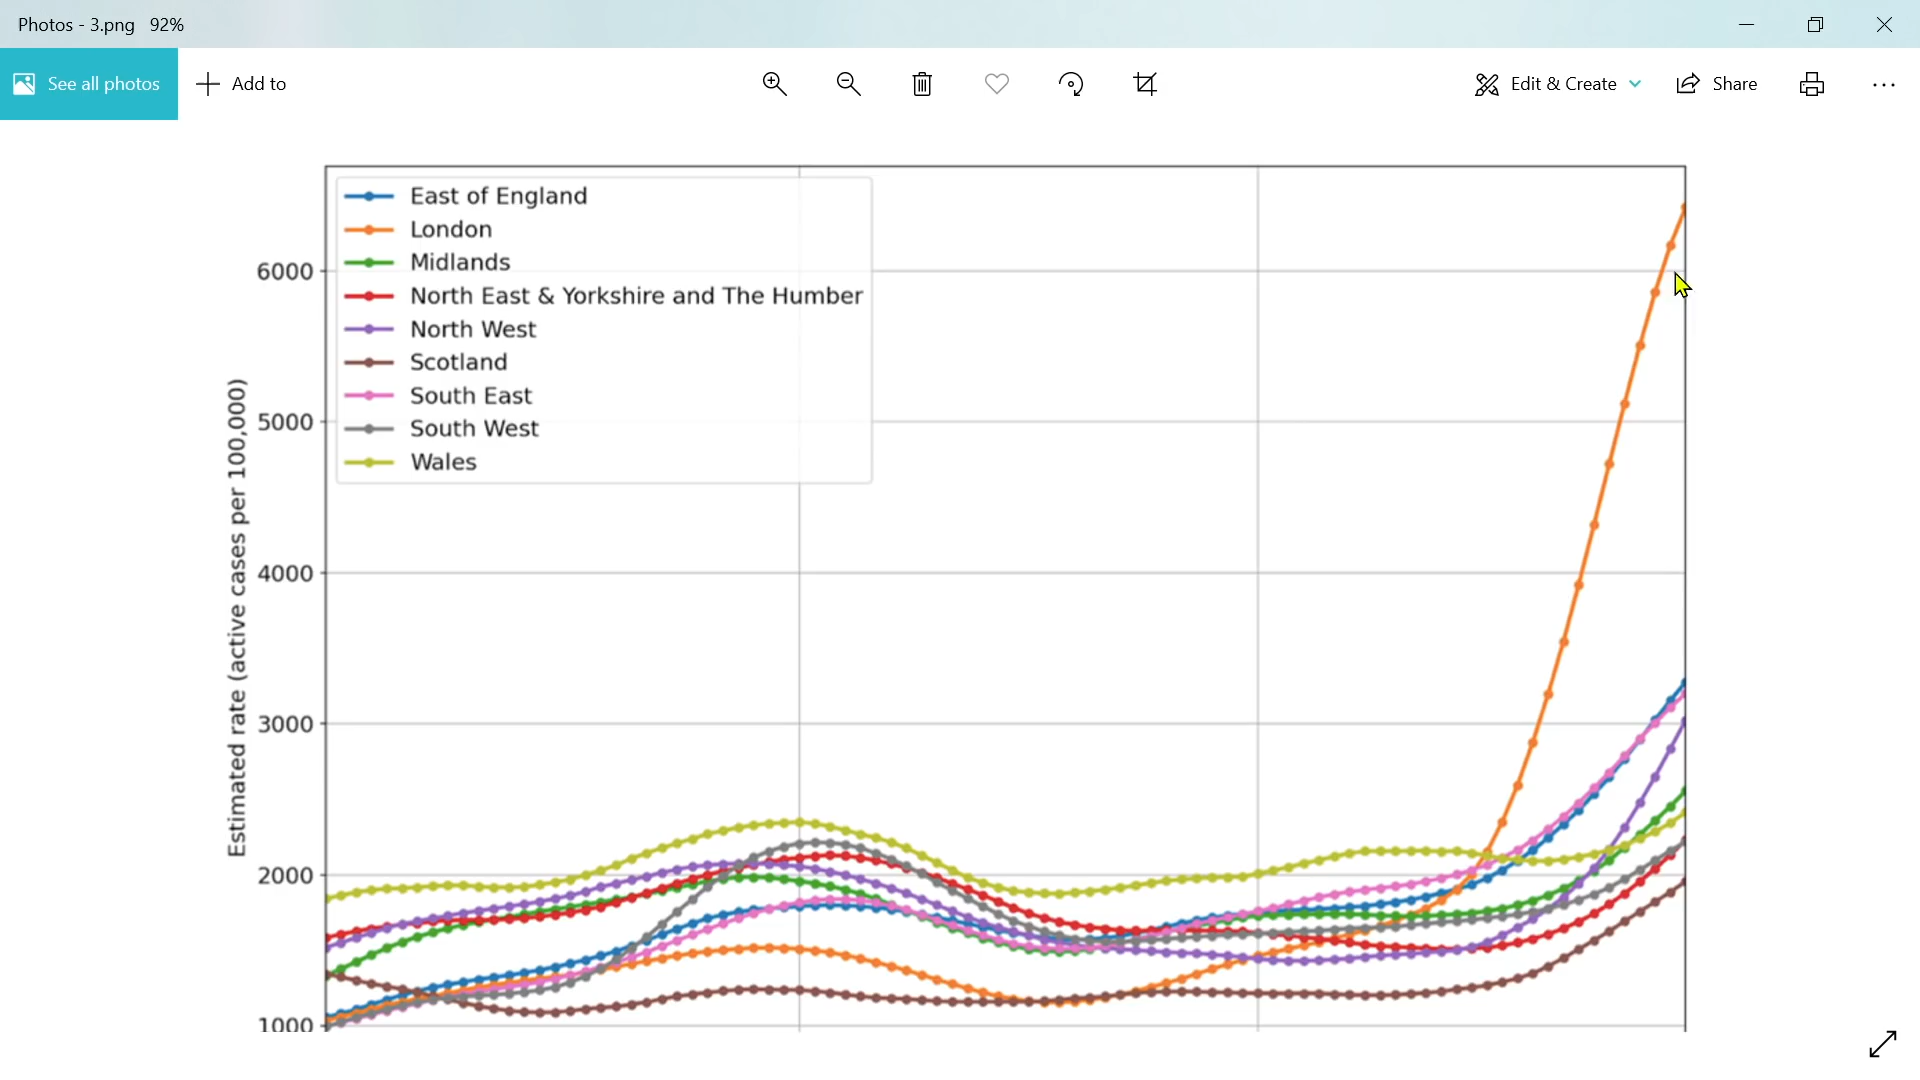 Photos - 3.png 92%
See all photos
Add to
Edit & Create
Share
East of England
London
Midlands
North East & Yorkshire and The Humber
North West
Scotland
South East
South West
Wales
Estimated rate (active cases per 100,000)
6000
5000
4000
3000
2000
1000